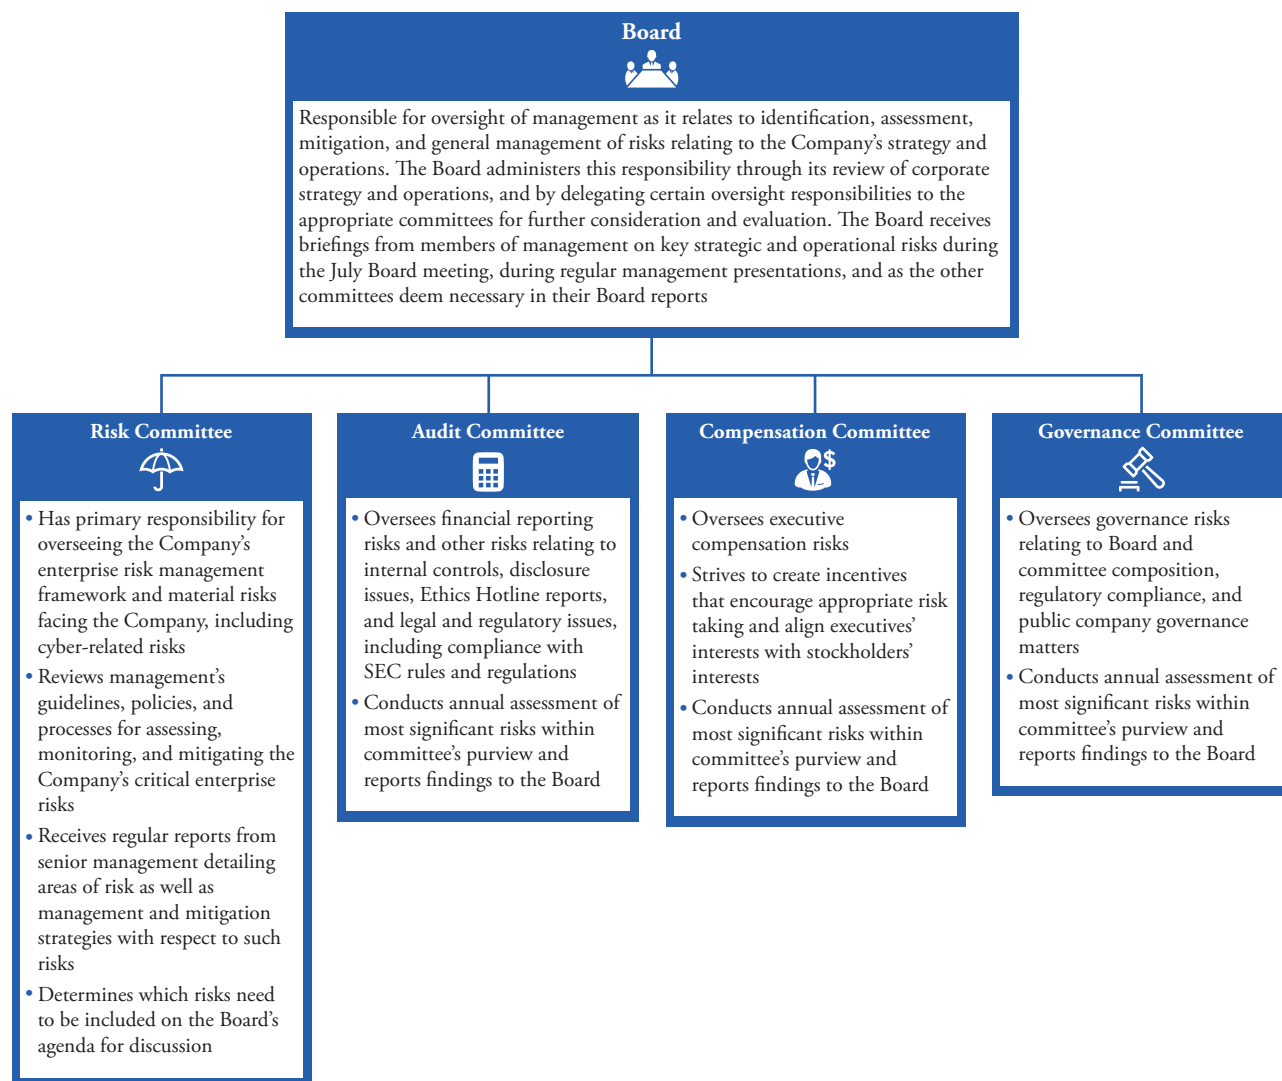 Board
Responsible for oversight of management as it relates to identification, assessment,
mitigation, and general management of risks relating to the Company’s strategy and
operations. The Board administers this responsibility through its review of corporate
strategy and operations, and by delegating certain oversight responsibilities to the
appropriate committees for further consideration and evaluation. The Board receives
briefings from members of management on key strategic and operational risks during
the July Board meeting, during regular management presentations, and as the other
committees deem necessary in their Board reports
Risk Committee
• Has primary responsibility for
overseeing the Company’s
enterprise risk management
framework and material risks
facing the Company, including
cyber-related risks
• Reviews management’s
guidelines, policies, and
processes for assessing,
monitoring, and mitigating the
Company’s critical enterprise
risks
• Receives regular reports from
senior management detailing
areas of risk as well as
management and mitigation
strategies with respect to such
risks
• Determines which risks need
to be included on the Board’s
agenda for discussion
Audit Committee
• Oversees financial reporting
risks and other risks relating to
internal controls, disclosure
issues, Ethics Hotline reports,
and legal and regulatory issues,
including compliance with
SEC rules and regulations
• Conducts annual assessment of
most significant risks within
committee’s purview and
reports findings to the Board
Compensation Committee
$
• Oversees executive
compensation risks
• Strives to create incentives
that encourage appropriate risk
taking and align executives’
interests with stockholders’
interests
• Conducts annual assessment of
most significant risks within
committee’s purview and
reports findings to the Board
Governance Committee
• Oversees governance risks
relating to Board and
committee composition,
regulatory compliance, and
public company governance
matters
• Conducts annual assessment of
most significant risks within
committee’s purview and
reports findings to the Board